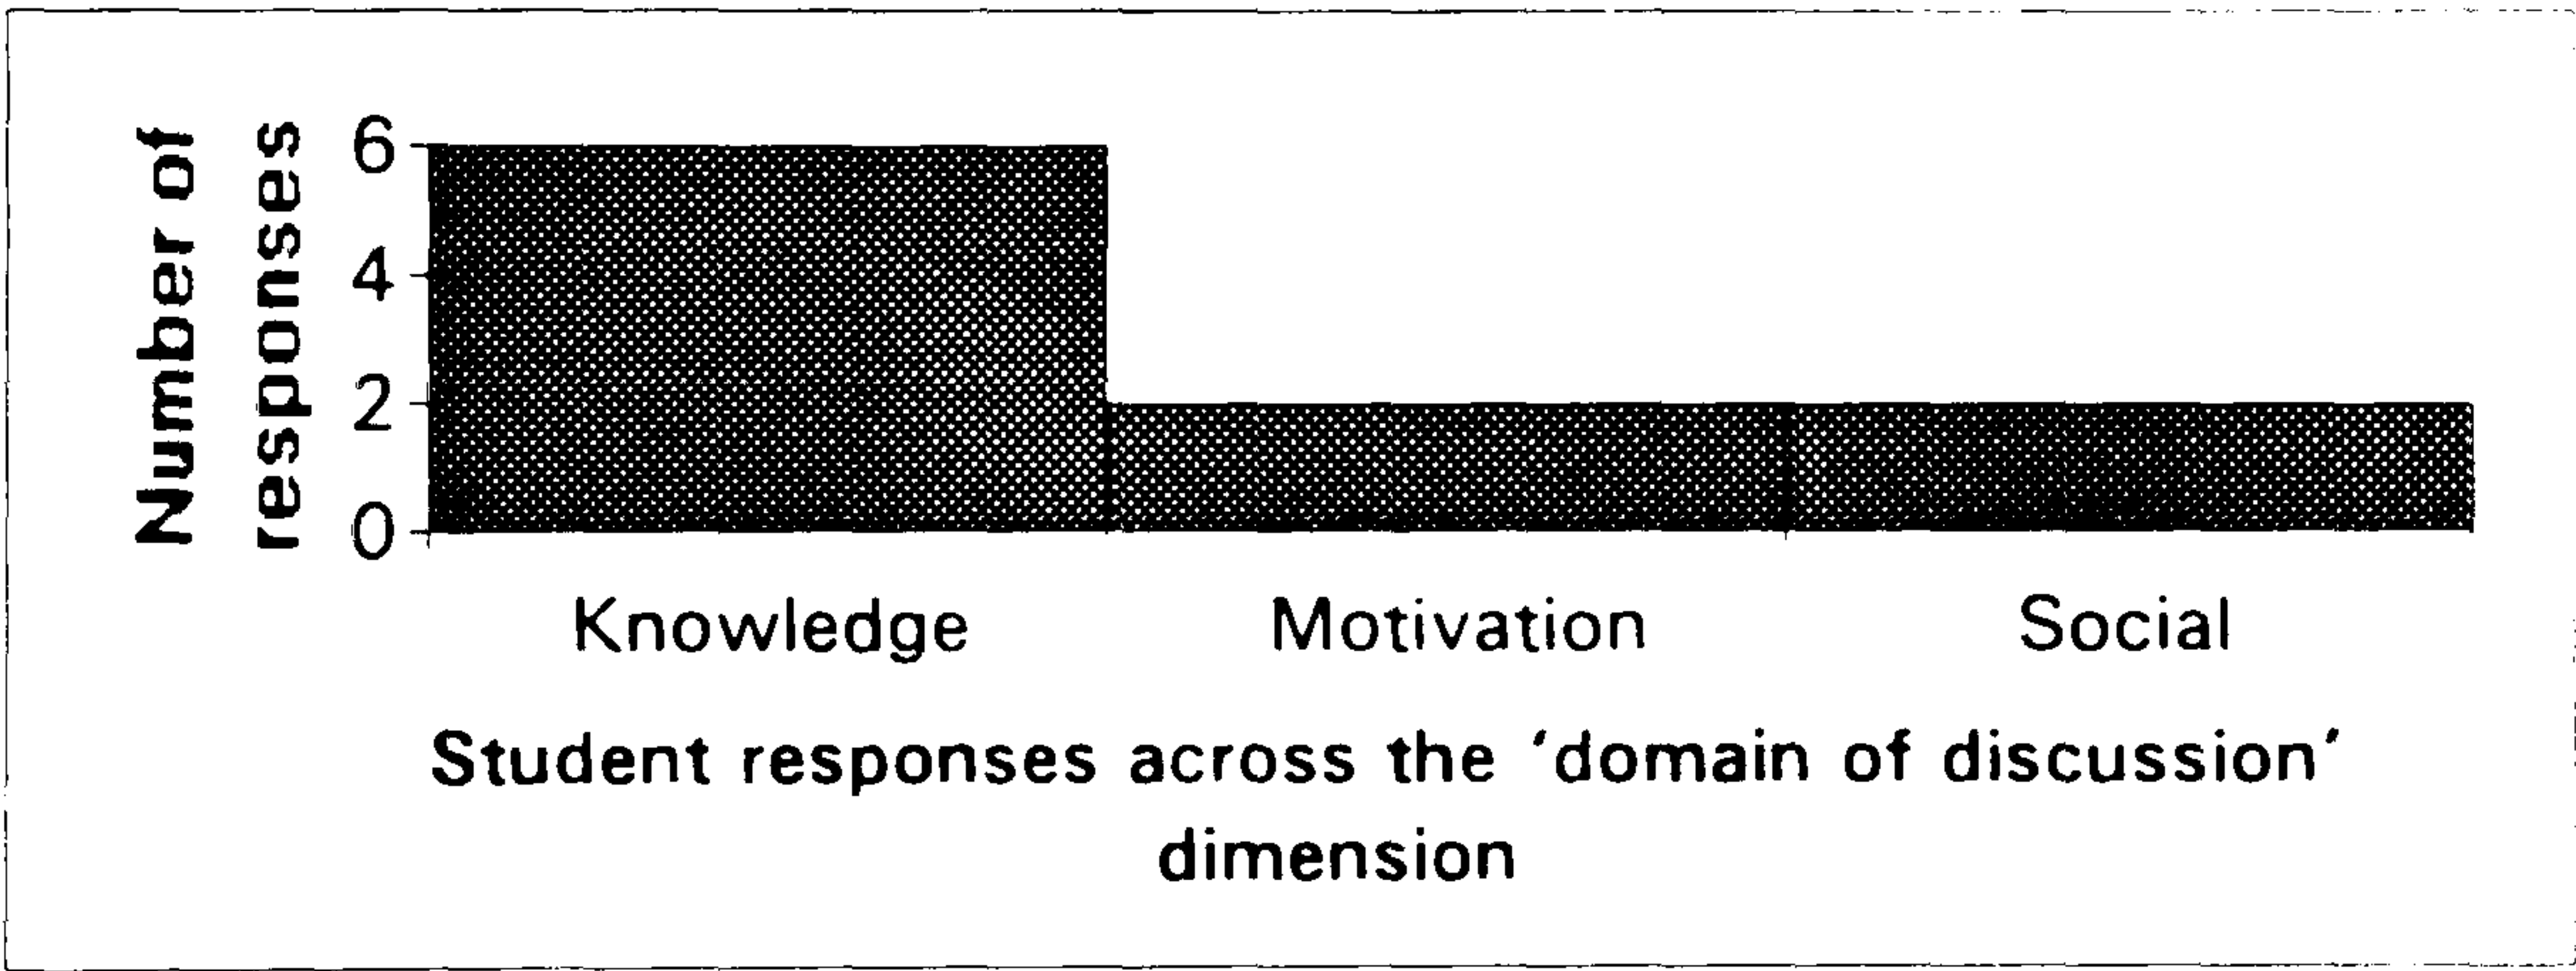 Number of
responses
6
4
2
0
Knowledge Motivation Social
Student responses across the ‘domain of discussion’
dimension